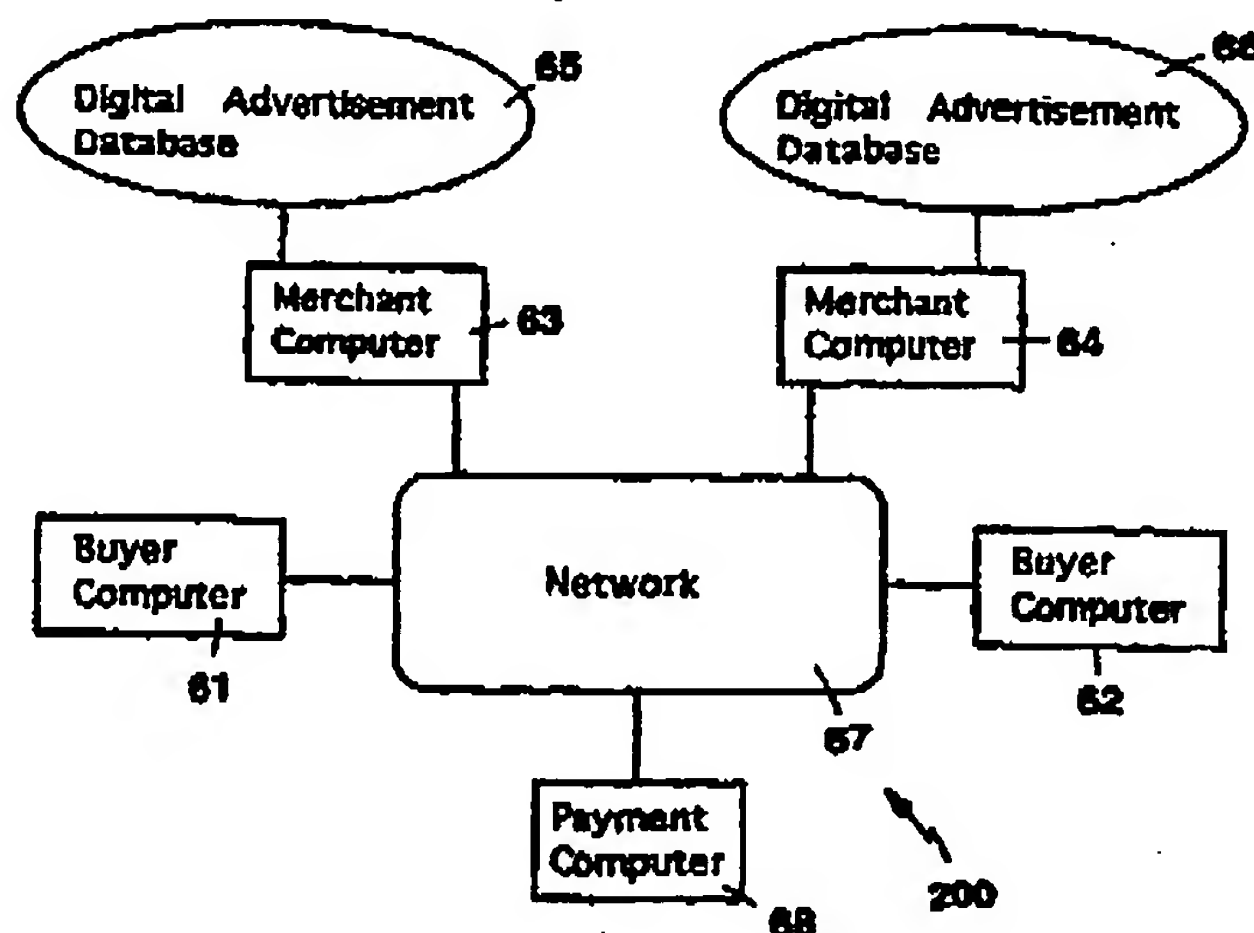 65
66
Digital Advertisement
Database
Digital Advertisement
Database
Merchant
Computer
63
Merchant
Computer
64
Buyer
Computer
61
Network
67
Buyer
Computer
62
Payment
Computer
68
200